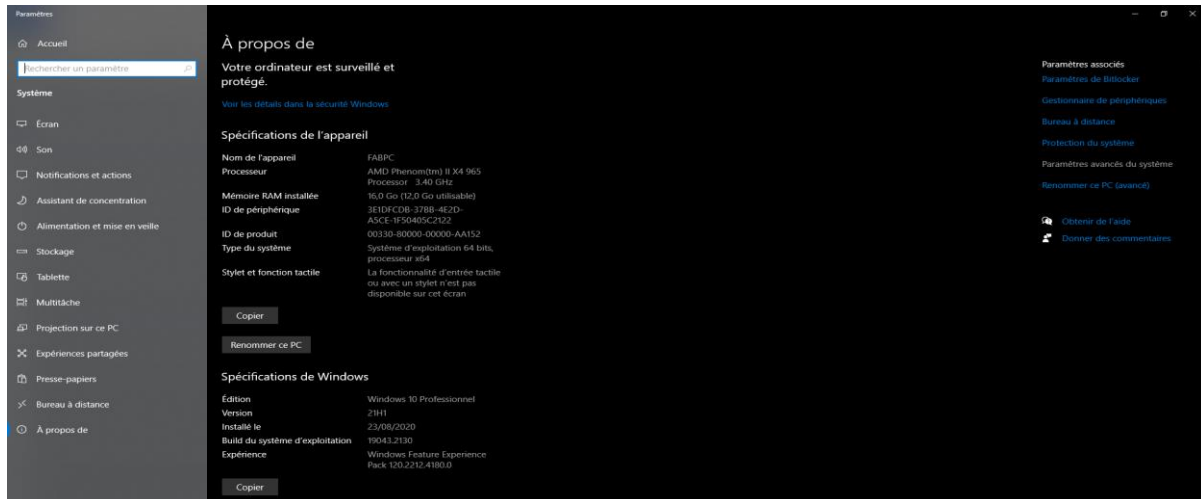 Paramètres
Accueil
Rechercher un paramètre
Système
Écran
Son
Notifications et actions
Assistant de concentration
Alimentation et mise en veille
Stockage
Tablette
Multitâche
Projection sur ce PC
Expériences partagées
Presse-papiers
Bureau à distance
À propos de
À propos de
Votre ordinateur est surveillé et
protégé.
Voir les détails dans la sécurité Windows
Spécifications de l'appareil
Nom de l'appareil FABPC
Processeur AMD Phenom(tm) II X4 965
Processor 3.40 GHz
Mémoire RAM installée 16,0 Go (12,0 Go utilisable)
ID de périphérique 3E1DFCDB-378B-4E2D-
A5CE-1F50405C2122
ID de produit 00330-80000-00000-AA152
Type du système Système d'exploitation 64 bits,
processeur x64
Stylet et fonction tactile La fonctionnalité d'entrée tactile
ou avec un stylet n'est pas
disponible sur cet écran
Copier
Renommer ce PC
Spécifications de Windows
Édition Windows 10 Professionnel
Version 21H1
Installé le 23/08/2020
Build du système d'exploitation 19043.2130
Expérience Windows Feature Experience
Pack 120.2212.4180.0
Copier
Paramètres associés
Paramètres de Bitlocker
Gestionnaire de périphériques
Bureau à distance
Protection du système
Paramètres avancés du système
Renommer ce PC (avancé)
Obtenir de l'aide
Donner des commentaires